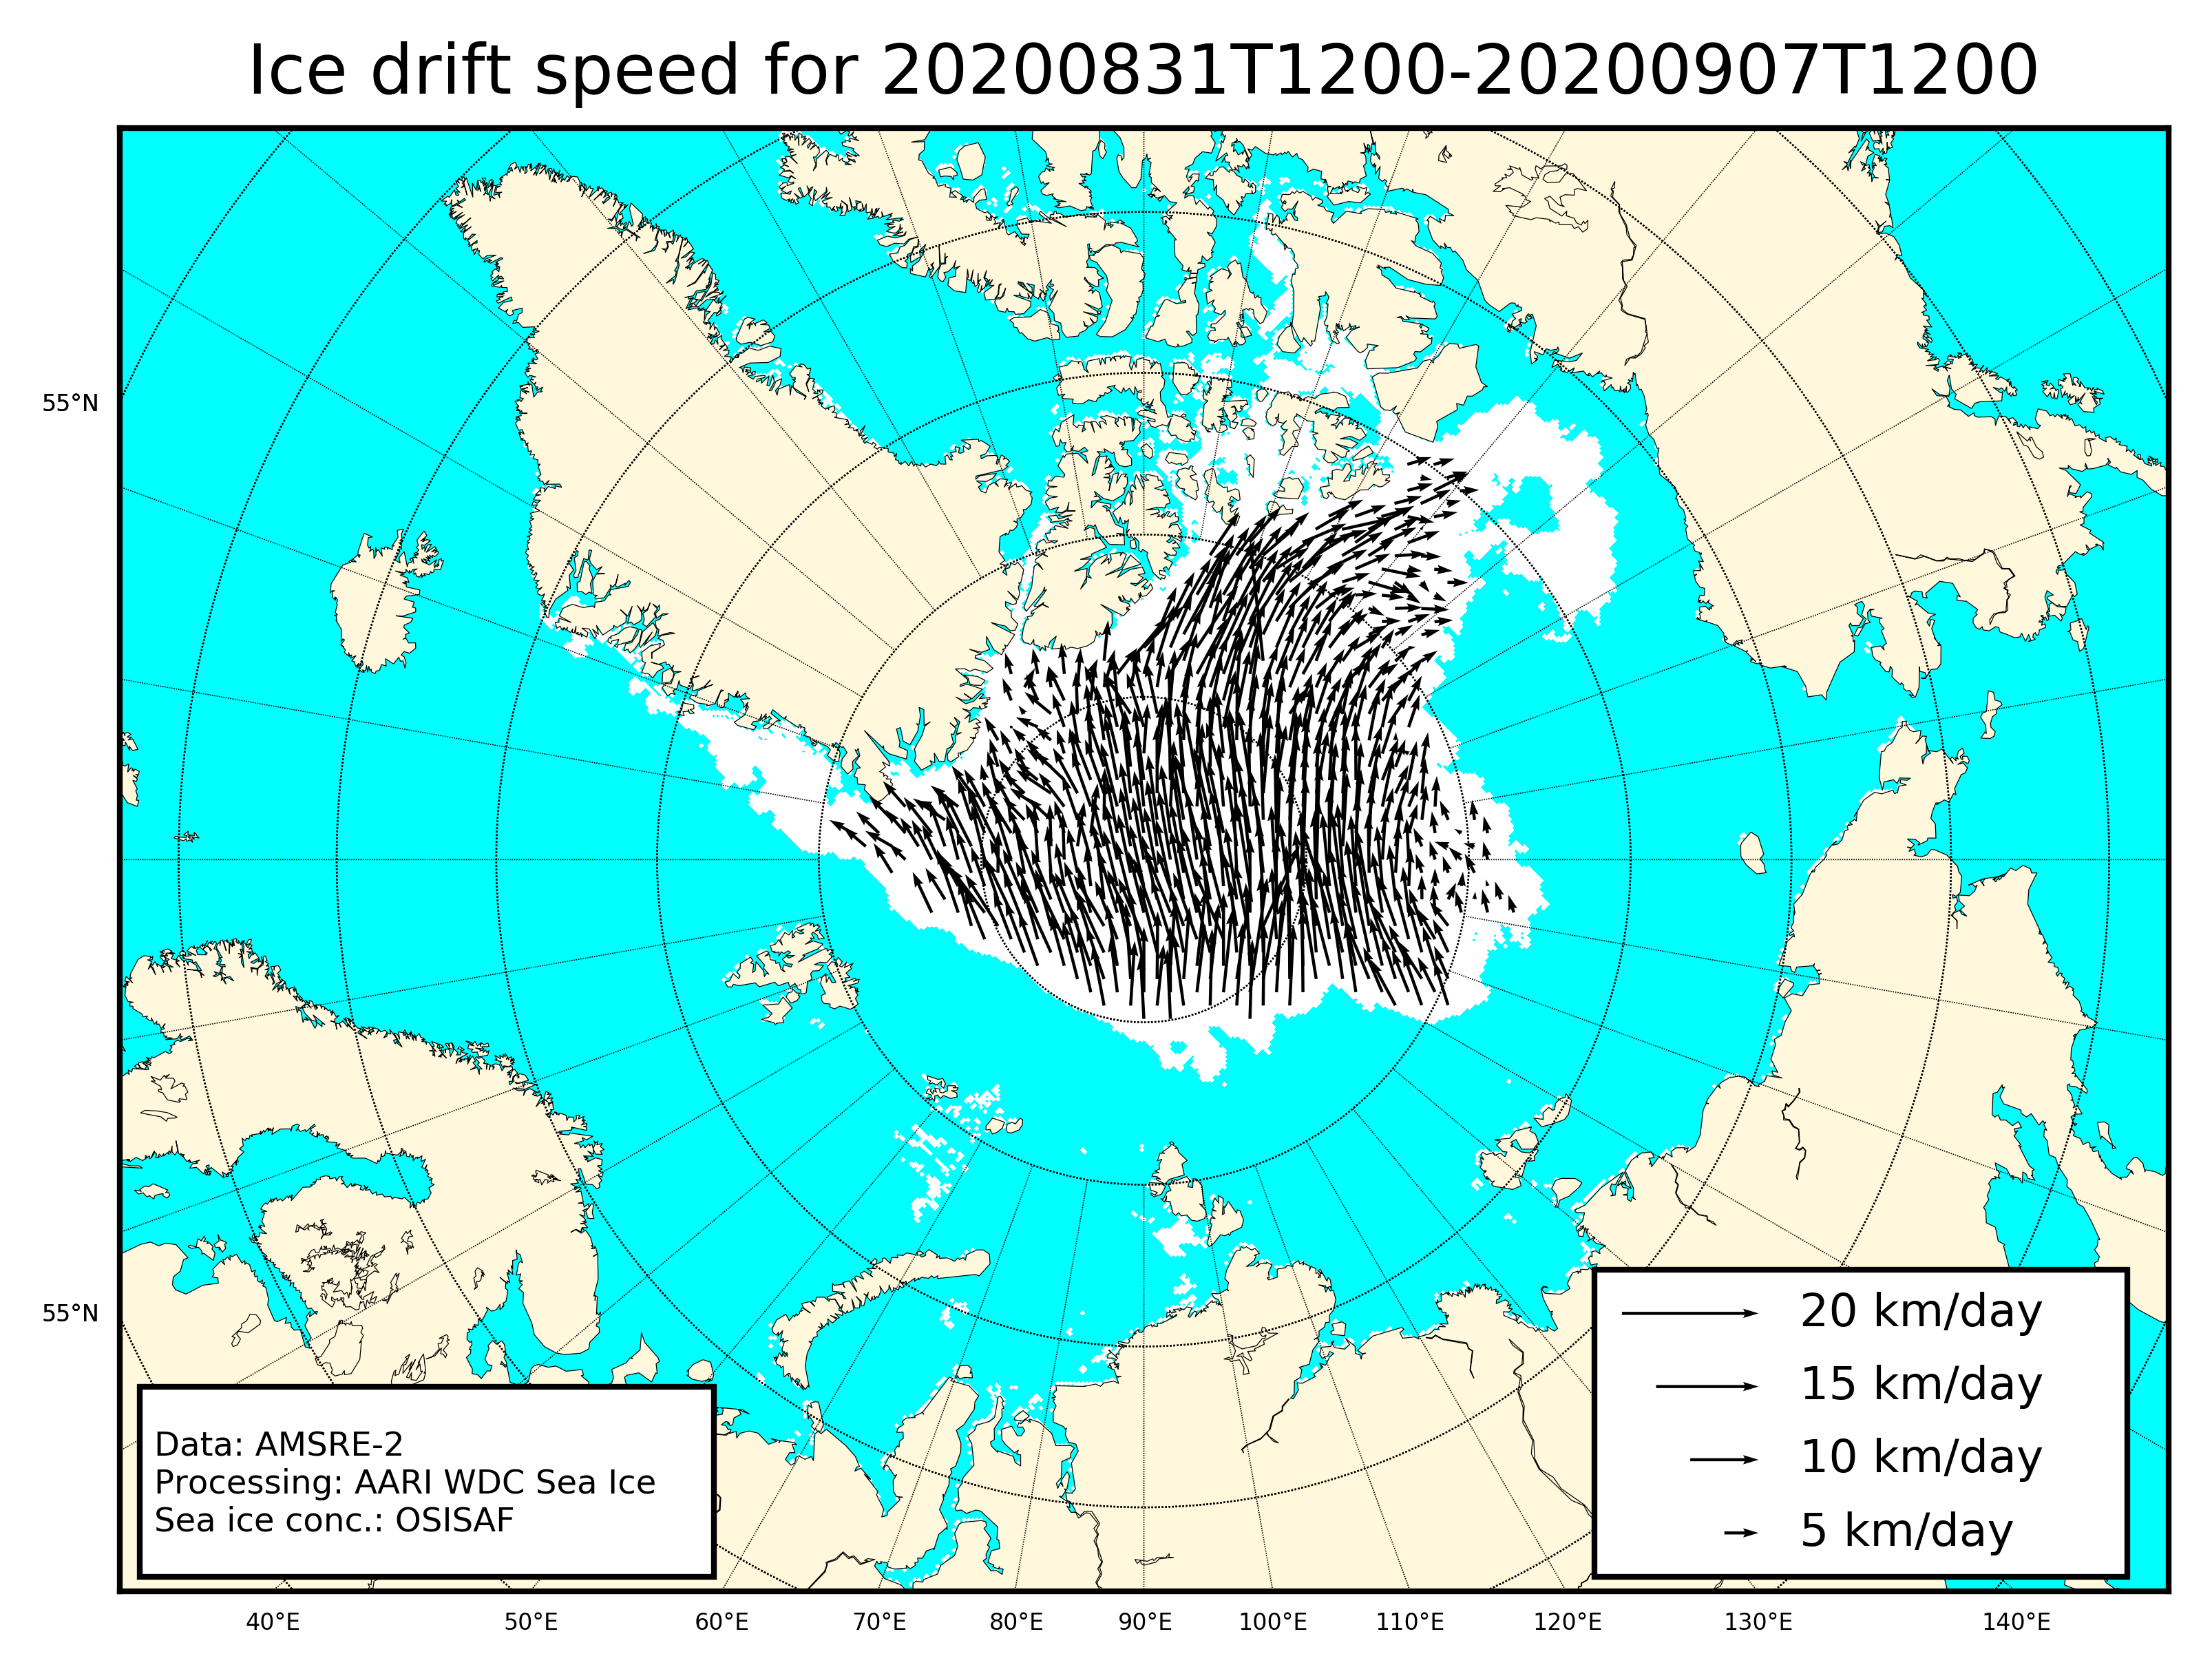 Ice drift speed for 20200831T1200-20200907T1200
55°N
55°N
20 km/day
15 km/day
10 km/day
5 km/day
Data: AMSRE-2
Processing: AARI WDC Sea Ice
Sea ice conc.: OSISAF
40°E 50°E 60°E 70°E 80°E 90°E 100°E 110°E 120°E 130°E 140°E